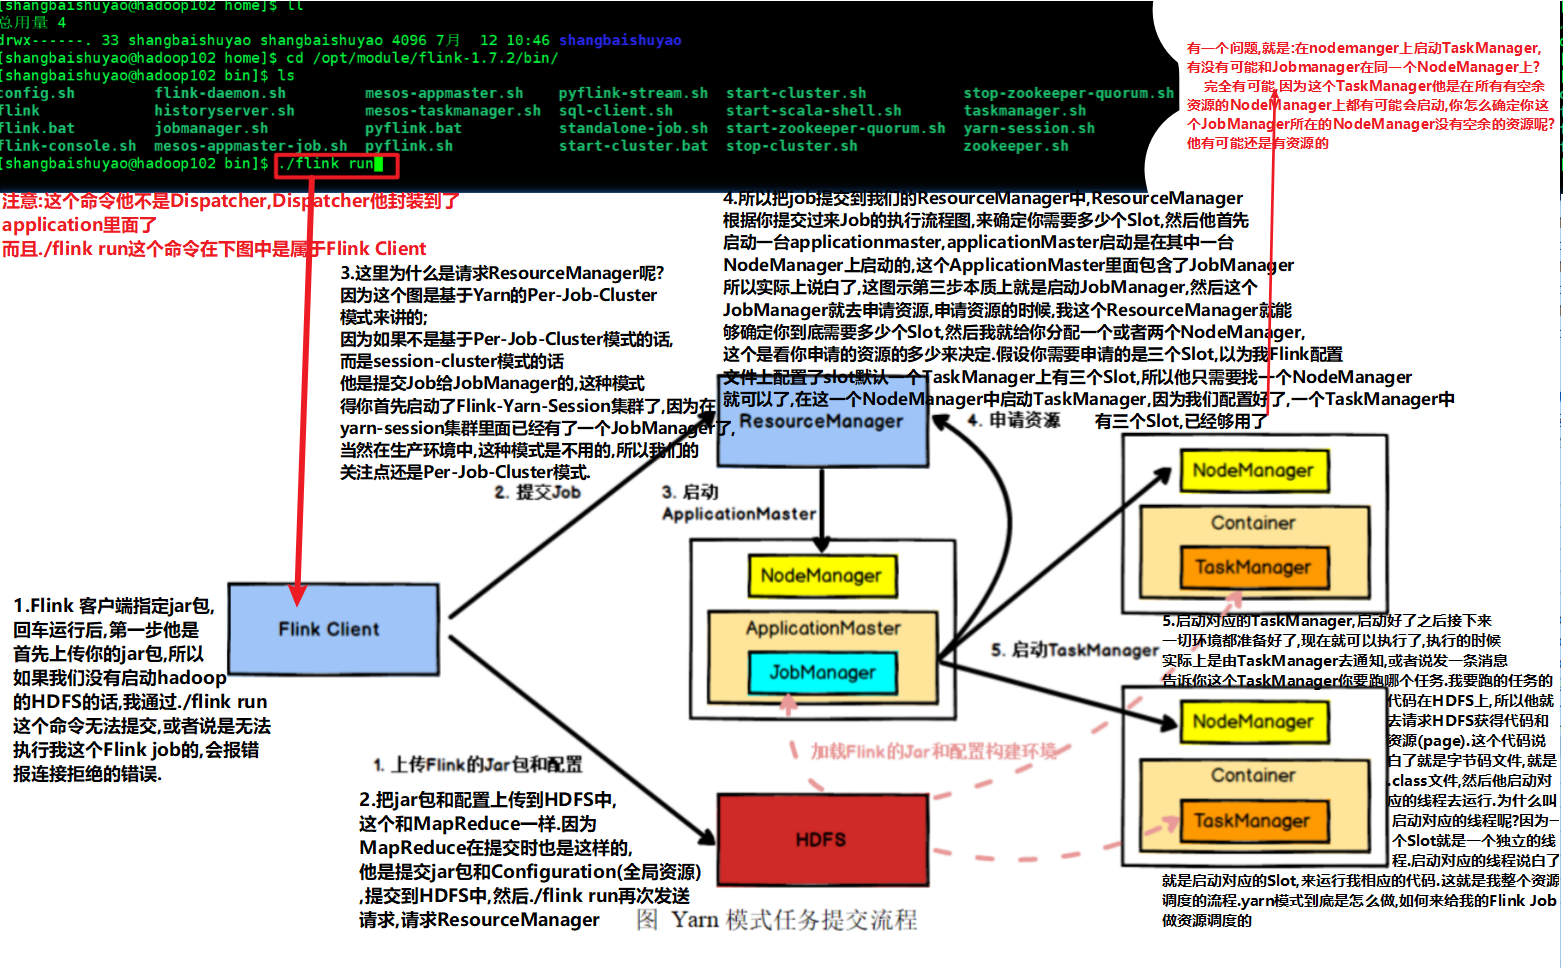 [shangbaishuyao@hadoop102 home]$ ll
总用量 4
drwx------. 33 shangbaishuyao shangbaishuyao 4096 7月  12 10:46 shangbaishuyao
[shangbaishuyao@hadoop102 home]$ cd /opt/module/flink-1.7.2/bin/
[shangbaishuyao@hadoop102 bin]$ ls
config.sh flink-daemon.sh mesos-appmaster.sh pyflink-stream.sh start-cluster.sh stop-zookeeper-quorum.sh
flink historyserver.sh mesos-taskmanager.sh sql-client.sh start-scala-shell.sh taskmanager.sh
flink.bat jobmanager.sh pyflink.bat standalone-job.sh start-zookeeper-quorum.sh yarn-session.sh
flink-console.sh mesos-appmaster-job.sh pyflink.sh start-cluster.bat stop-cluster.sh zookeeper.sh
[shangbaishuyao@hadoop102 bin]$ ./flink run
有一个问题,就是:在nodemanger上启动TaskManager,
有没有可能和Jobmanager在同一个NodeManager上?
完全有可能,因为这个TaskManager他是在所有有空余
资源的NodeManager上都有可能会启动,你怎么确定你这
个JobManager所在的NodeManager没有空余的资源呢?
他有可能还是有资源的
注意:这个命令他不是Dispatcher,Dispatcher他封装到了
application里面了
而且./flink run这个命令在下图中是属于Flink Client
3.这里为什么是请求ResourceManager呢?
因为这个图是基于Yarn的Per-Job-Cluster
模式来讲的;
因为如果不是基于Per-Job-Cluster模式的话,
而是session-cluster模式的话
他是提交Job给JobManager的,这种模式
得你首先启动了Flink-Yarn-Session集群了,因为在
yarn-session集群里面已经有了一个JobManager了,
当然在生产环境中,这种模式是不用的,所以我们的
关注点还是Per-Job-Cluster模式.
4.所以把job提交到我们的ResourceManager中,ResourceManager
根据你提交过来Job的执行流程图,来确定你需要多少个Slot,然后他首先
启动一台applicationmaster,applicationMaster启动是在其中一台
NodeManager上启动的,这个ApplicationMaster里面包含了JobManager
所以实际上说白了,这图示第三步本质上就是启动JobManager,然后这个
JobManager就去申请资源,申请资源的时候,我这个ResourceManager就能
够确定你到底需要多少个Slot,然后我就给你分配一个或者两个NodeManager,
这个是看你申请的资源的多少来决定.假设你需要申请的是三个Slot,以为我Flink配置
文件上配置了slot默认一个TaskManager上有三个Slot,所以他只需要找一个NodeManager
就可以了,在这一个NodeManager中启动TaskManager,因为我们配置好了,一个TaskManager中
有三个Slot,已经够用了
ResourceManager
4. 申请资源
2. 提交Job
3. 启动
ApplicationMaster
NodeManager
Container
TaskManager
NodeManager
ApplicationMaster
JobManager
Flink Client
1.Flink 客户端指定jar包,
回车运行后,第一步他是
首先上传你的jar包,所以
如果我们没有启动hadoop
的HDFS的话,我通过./flink run
这个命令无法提交,或者说是无法
执行我这个Flink job的,会报错
报连接拒绝的错误.
5. 启动TaskManager
5.启动对应的TaskManager,启动好了之后接下来
一切环境都准备好了,现在就可以执行了,执行的时候
实际上是由TaskManager去通知,或者说发一条消息
告诉你这个TaskManager你要跑哪个任务.我要跑的任务的
代码在HDFS上,所以他就
去请求HDFS获得代码和
资源(page).这个代码说
白了就是字节码文件,就是
.class文件,然后他启动对
应的线程去运行.为什么叫
启动对应的线程呢?因为一
个Slot就是一个独立的线
程.启动对应的线程说白了
就是启动对应的Slot,来运行我相应的代码.这就是我整个资源
调度的流程.yarn模式到底是怎么做,如何来给我的Flink Job
做资源调度的
NodeManager
Container
TaskManager
加载Flink的Jar和配置构建环境
1. 上传Flink的Jar包和配置
HDFS
2.把jar包和配置上传到HDFS中,
这个和MapReduce一样.因为
MapReduce在提交时也是这样的,
他是提交jar包和Configuration(全局资源)
,提交到HDFS中,然后./flink run再次发送
请求,请求ResourceManager
图 Yarn 模式任务提交流程